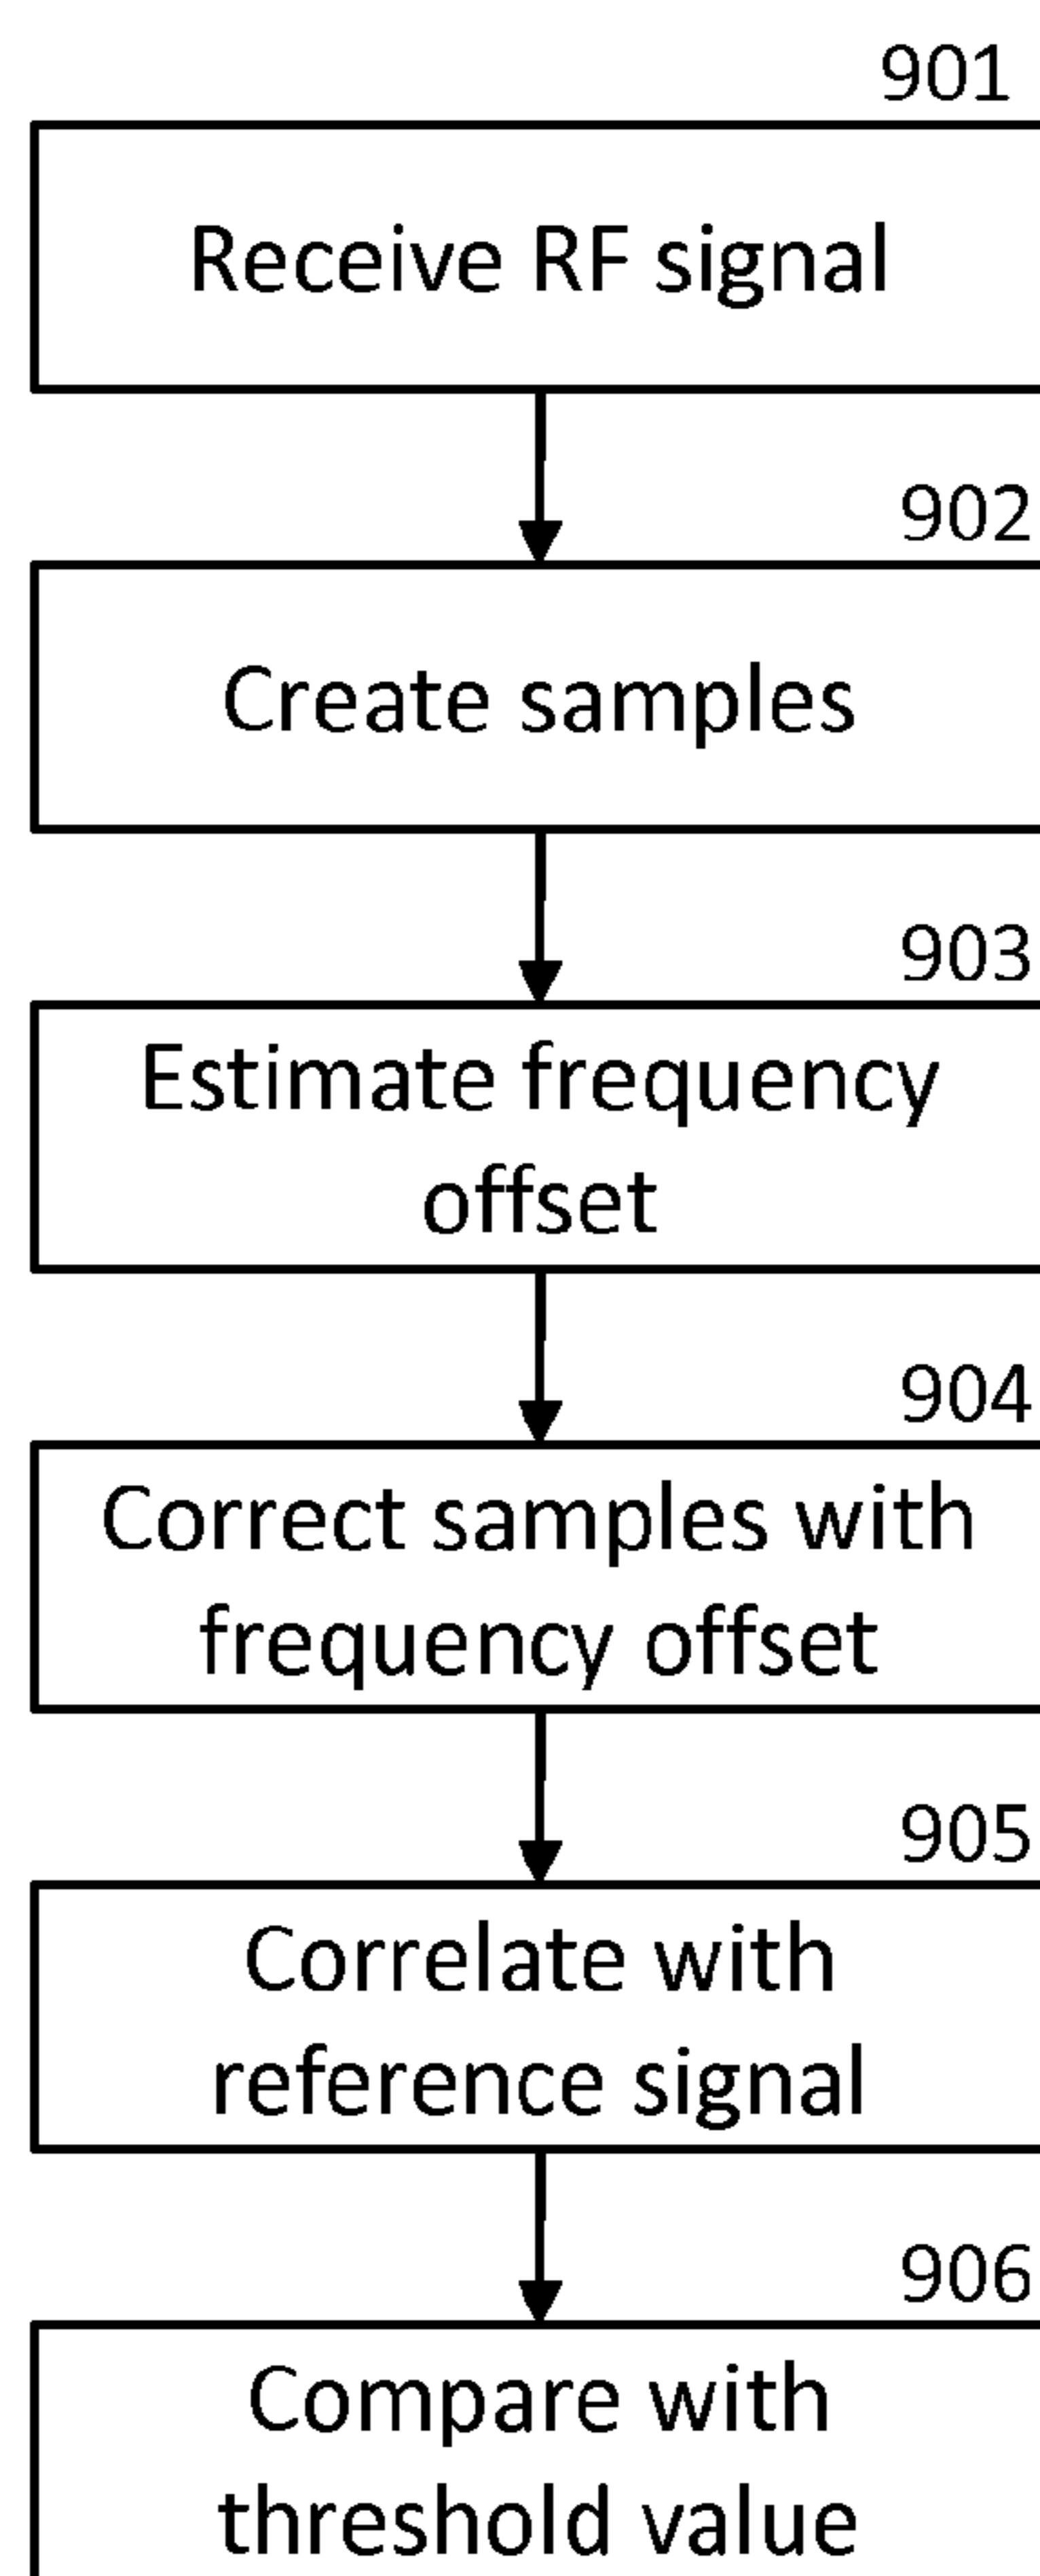 901
Receive RF signal
902
Create samples
903
Estimate frequency
offset
904
Correct samples with
frequency offset
905
Correlate with
reference signal
906
Compare with
threshold value